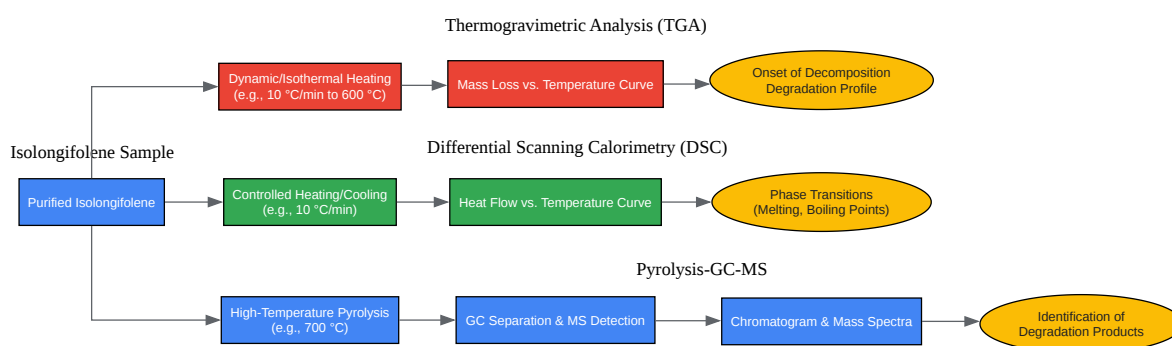 Thermogravimetric Analysis (TGA)
Dynamic/Isothermal Heating
(e.g., 10 °C/min to 600 °C)
Mass Loss vs. Temperature Curve
Onset of Decomposition
Degradation Profile
Isolongifolene Sample
Purified Isolongifolene
Differential Scanning Calorimetry (DSC)
Controlled Heating/Cooling
(e.g., 10 °C/min)
Heat Flow vs. Temperature Curve
Phase Transitions
(Melting, Boiling Points)
Pyrolysis-GC-MS
High-Temperature Pyrolysis
(e.g., 700 °C)
GC Separation & MS Detection
Chromatogram & Mass Spectra
Identification of
Degradation Products